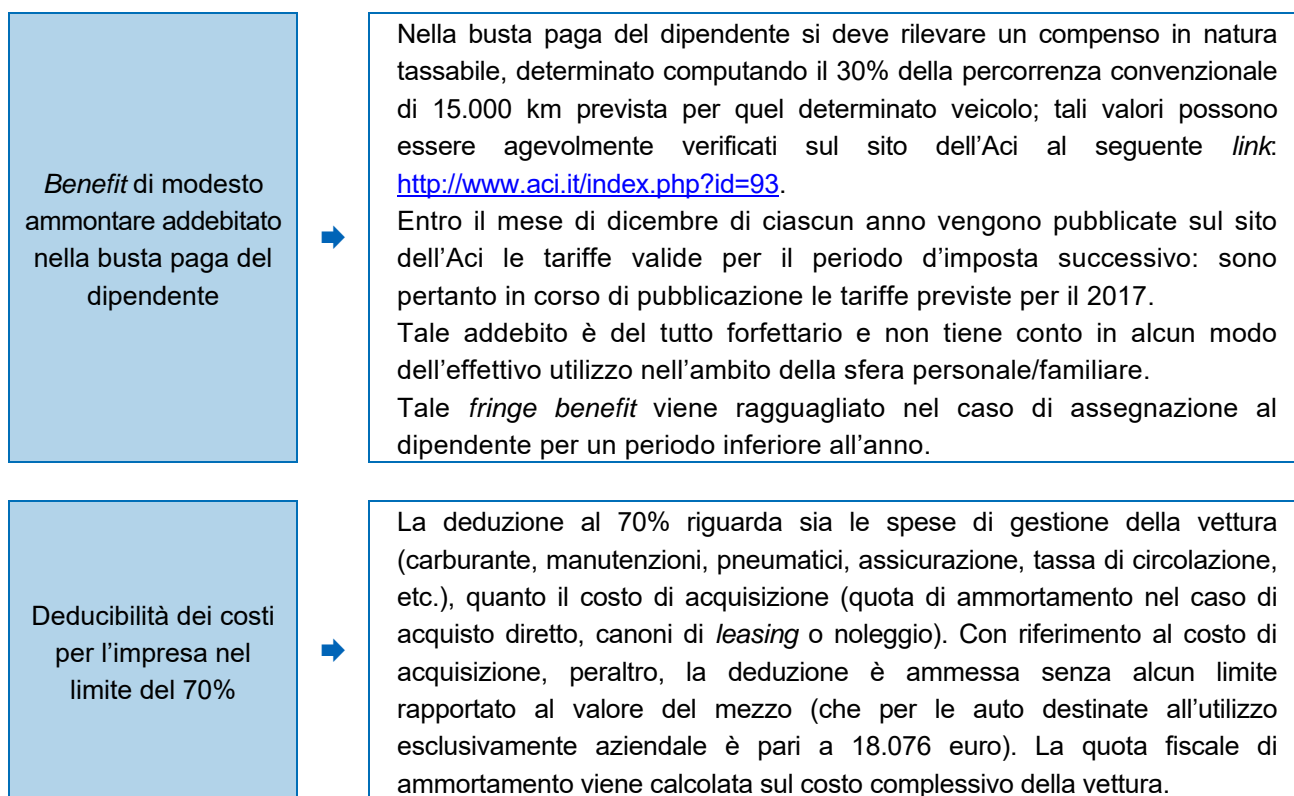 Benefit di modesto
ammontare addebitato
nella busta paga del
dipendente
Nella busta paga del dipendente si deve rilevare un compenso in natura
tassabile, determinato computando il 30% della percorrenza convenzionale
di 15.000 km prevista per quel determinato veicolo; tali valori possono
essere agevolmente verificati sul sito dell’Aci al seguente link:
http://www.aci.it/index.php?id=93.
Entro il mese di dicembre di ciascun anno vengono pubblicate sul sito
dell’Aci le tariffe valide per il periodo d’imposta successivo: sono
pertanto in corso di pubblicazione le tariffe previste per il 2017.
Tale addebito è del tutto forfettario e non tiene conto in alcun modo
dell’effettivo utilizzo nell’ambito della sfera personale/familiare.
Tale fringe benefit viene ragguagliato nel caso di assegnazione al
dipendente per un periodo inferiore all’anno.
Deducibilità dei costi
per l’impresa nel
limite del 70%
La deduzione al 70% riguarda sia le spese di gestione della vettura
(carburante, manutenzioni, pneumatici, assicurazione, tassa di circolazione,
etc.), quanto il costo di acquisizione (quota di ammortamento nel caso di
acquisto diretto, canoni di leasing o noleggio). Con riferimento al costo di
acquisizione, peraltro, la deduzione è ammessa senza alcun limite
rapportato al valore del mezzo (che per le auto destinate all’utilizzo
esclusivamente aziendale è pari a 18.076 euro). La quota fiscale di
ammortamento viene calcolata sul costo complessivo della vettura.